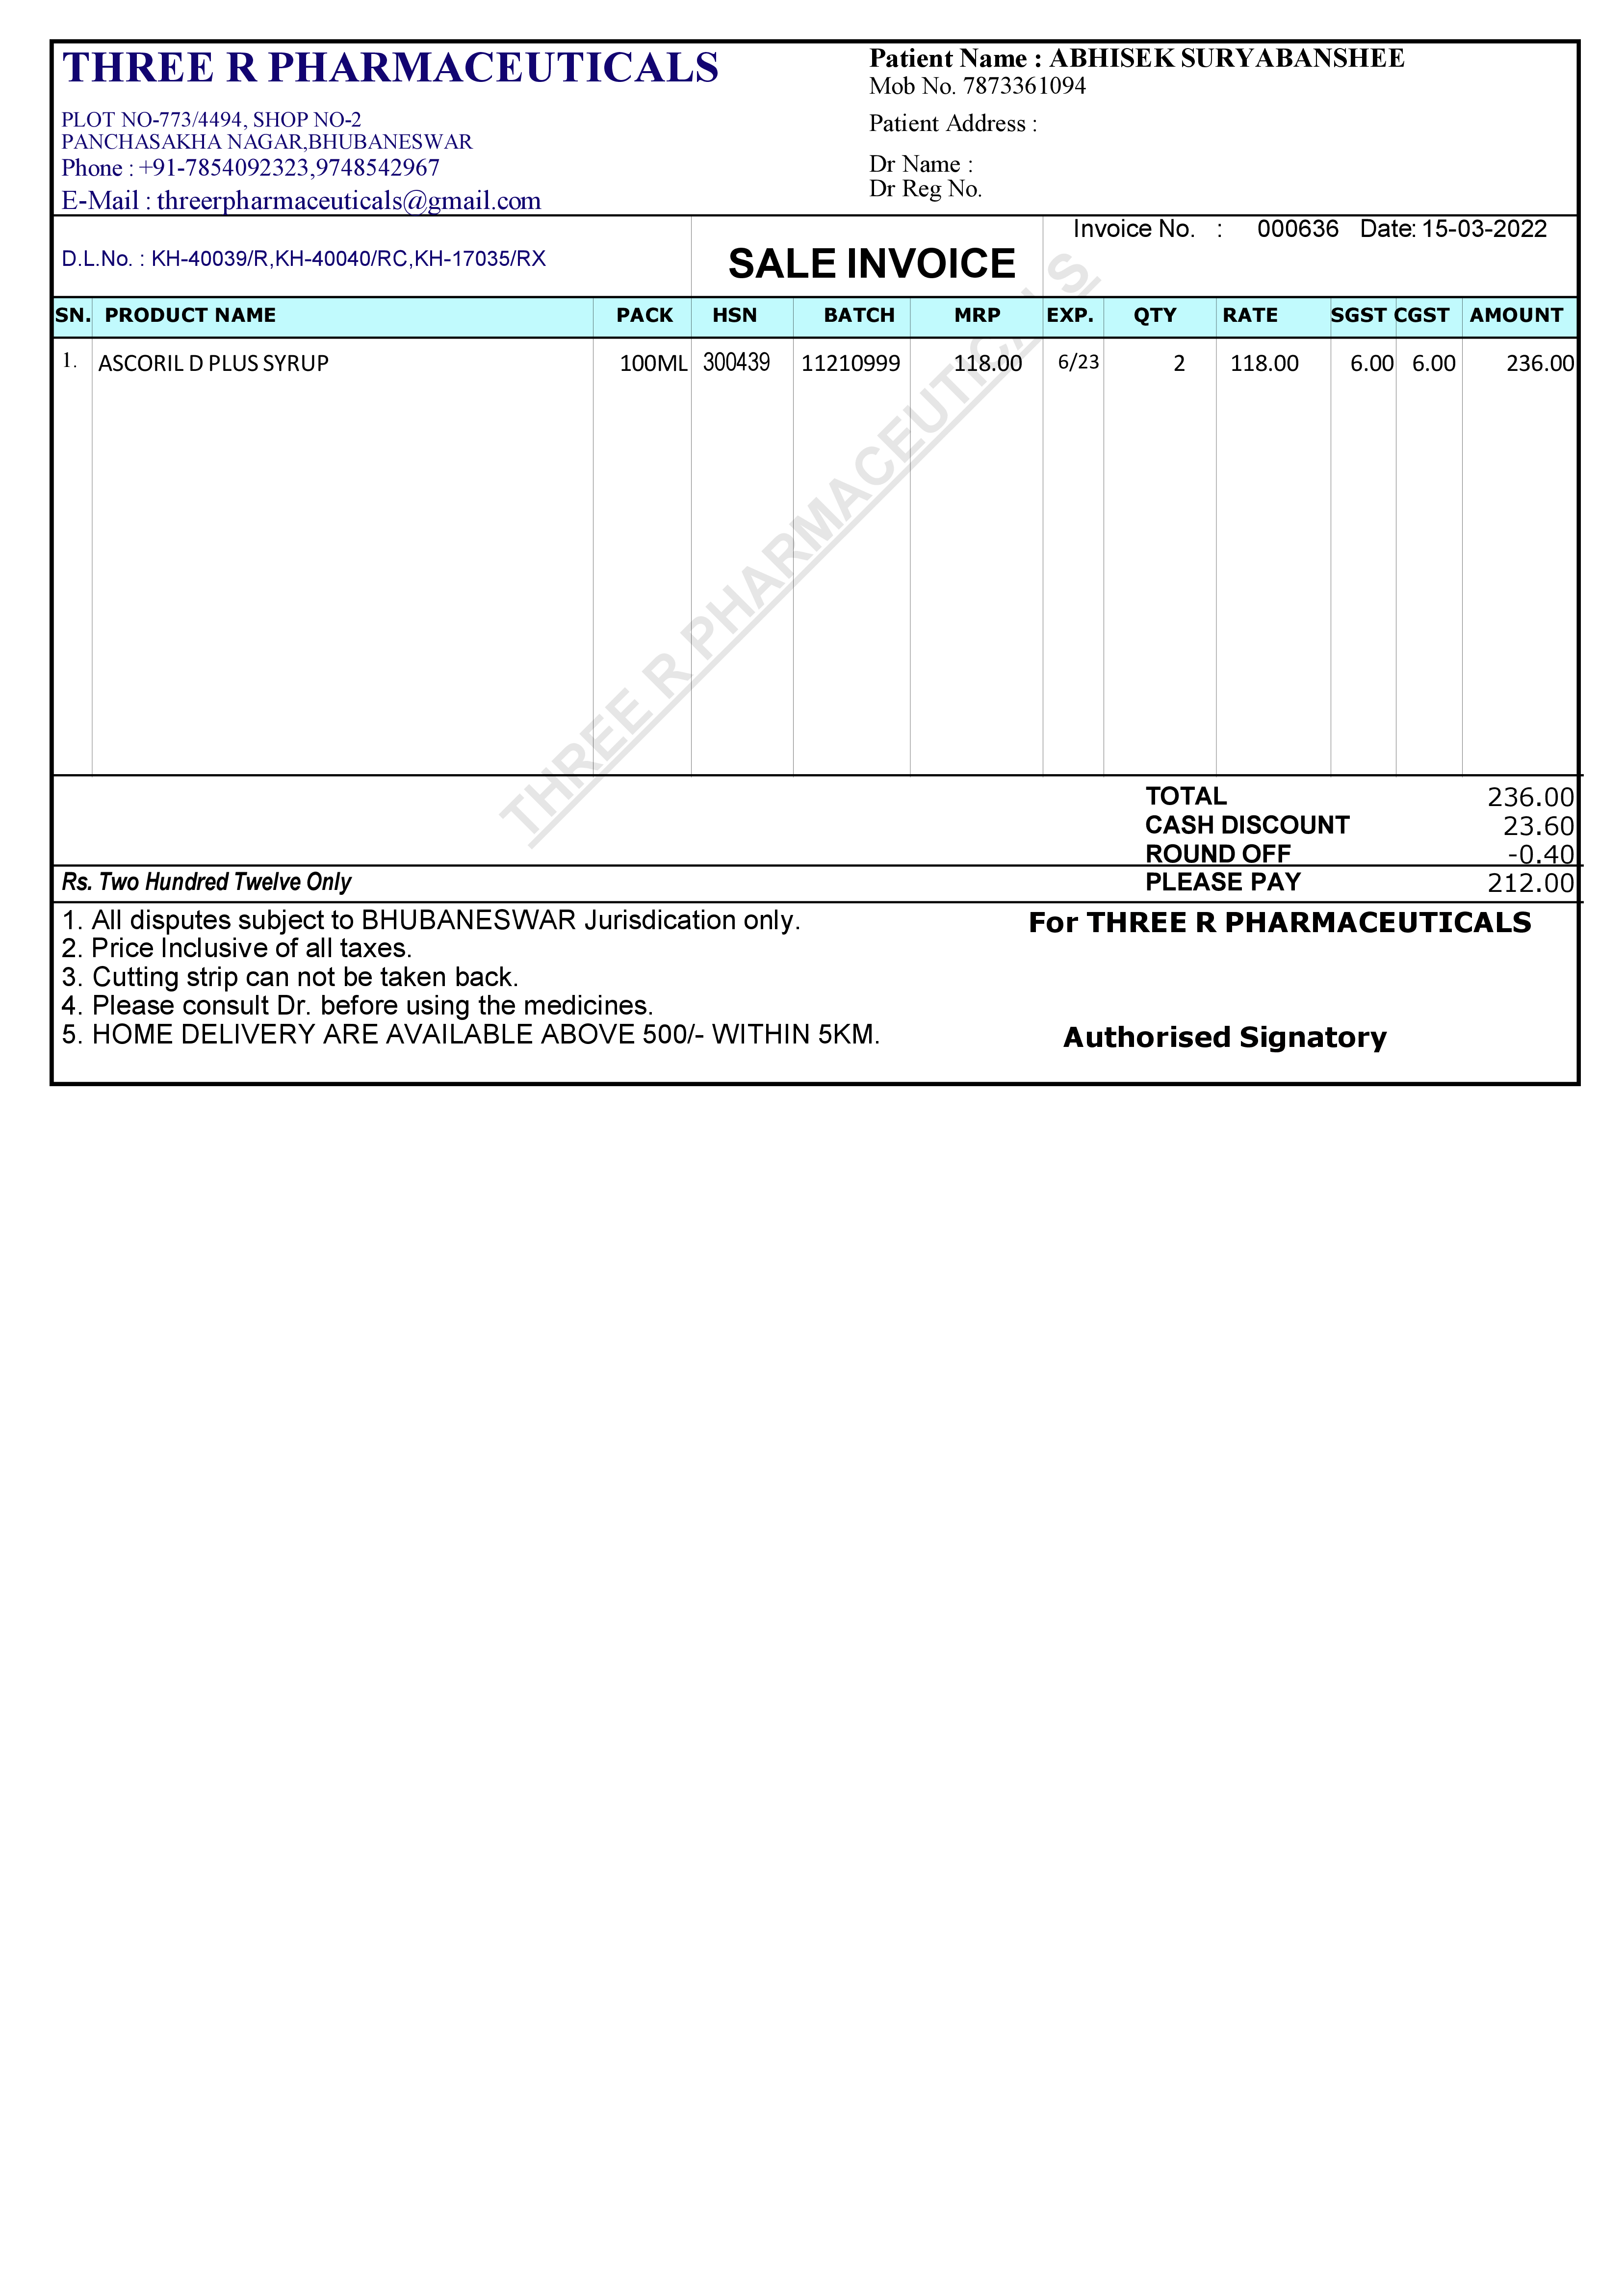 THREE R PHARMACEUTICALS
PLOT NO-773/4494, SHOP NO-2
PANCHASAKHA NAGAR,BHUBANESWAR
Phone : +91-7854092323,9748542967
E-Mail : threerpharmaceuticals@gmail.com
Patient Name : ABHISEK SURYABANSHEE
Mob No. 7873361094
Patient Address :
Dr Name :
Dr Reg No.
D.L.No. : KH-40039/R,KH-40040/RC,KH-17035/RX
SALE INVOICE
Invoice No. : 000636 Date: 15-03-2022
SN. PRODUCT NAME PACK HSN BATCH MRP EXP. QTY RATE SGST CGST AMOUNT
1. ASCORIL D PLUS SYRUP 100ML 300439 11210999 118.00 6/23 2 118.00 6.00 6.00 236.00
THREE R PHARMACEUTICALS
TOTAL 236.00
CASH DISCOUNT 23.60
ROUND OFF -0.40
Rs. Two Hundred Twelve Only PLEASE PAY 212.00
1. All disputes subject to BHUBANESWAR Jurisdication only.
2. Price Inclusive of all taxes.
3. Cutting strip can not be taken back.
4. Please consult Dr. before using the medicines.
5. HOME DELIVERY ARE AVAILABLE ABOVE 500/- WITHIN 5KM.
For THREE R PHARMACEUTICALS
Authorised Signatory